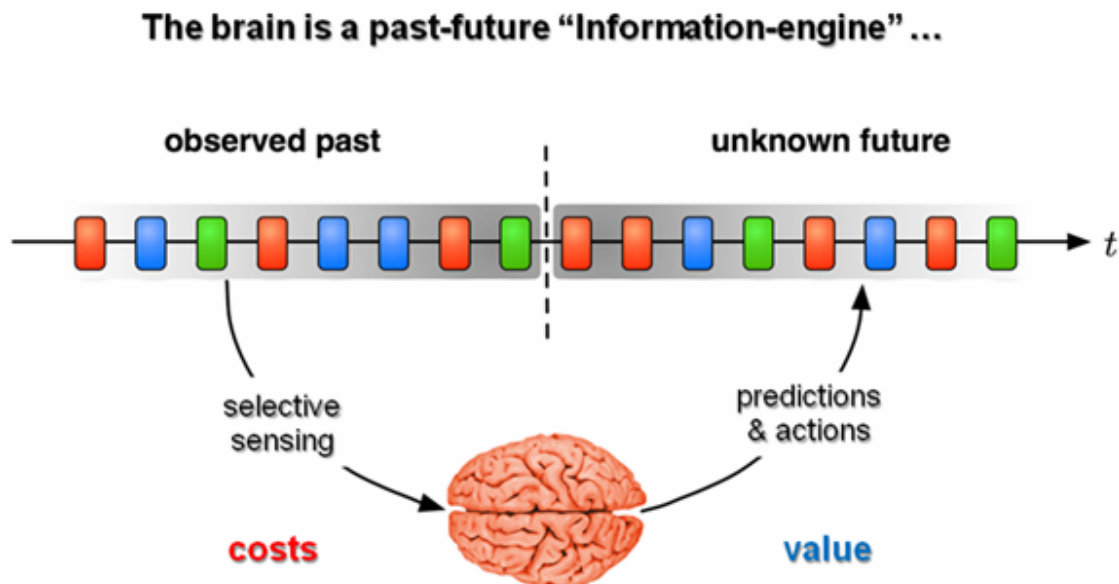 The brain is a past-future “Information-engine” ...
observed past
unknown future
t
selective
sensing
predictions
& actions
costs
value